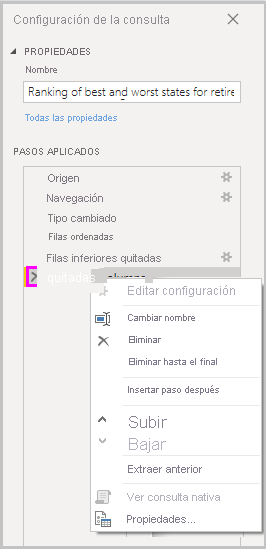 Configuración de la consulta
PROPIEDADES
Nombre
Ranking of best and worst states for retire
Todas las propiedades
PASOS APLICADOS
Origen
Navegación
Tipo cambiado
Filas ordenadas
Filas inferiores quitadas
quitadas
Editar configuración
Cambiar nombre
Eliminar
Eliminar hasta el final
Insertar paso después
Subir
Bajar
Extraer anterior
Ver consulta nativa
Propiedades...